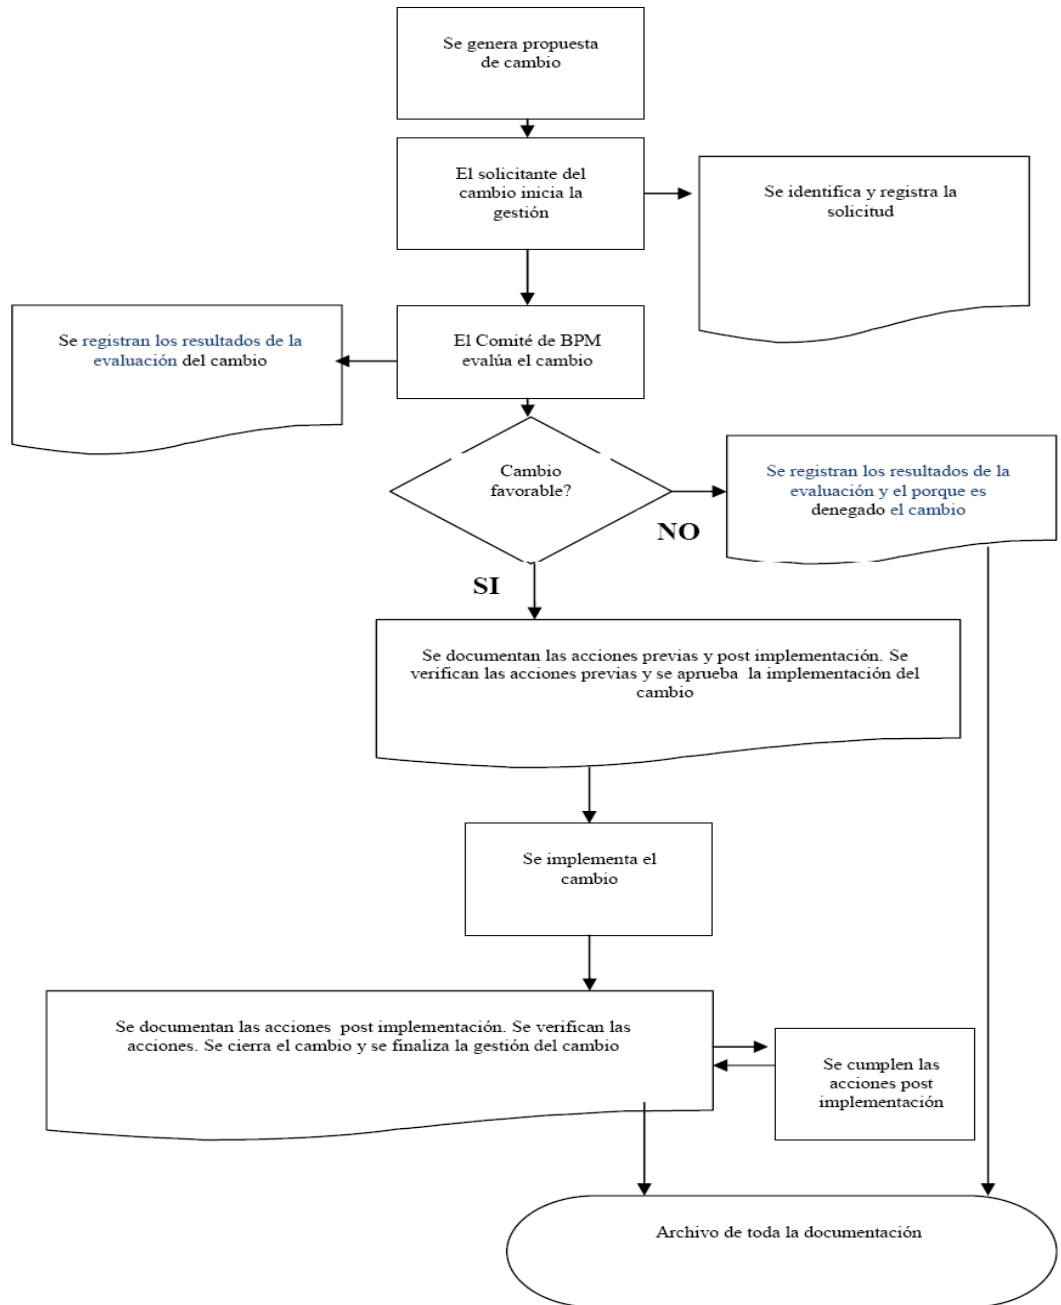 Se genera propuesta
de cambio
El solicitante del
cambio inicia la
gestión
Se identifica y registra la
solicitud
Se registran los resultados de la
evaluación del cambio
El Comité de BPM
evalúa el cambio
Cambio
favorable?
Se registran los resultados de la
evaluación y el porque es
denegado el cambio
NO
SI
Se documentan las acciones previas y post implementación. Se
verifican las acciones previas y se aprueba la implementación del
cambio
Se implementa el
cambio
Se documentan las acciones post implementación. Se verifican las
acciones. Se cierra el cambio y se finaliza la gestión del cambio
Se cumplen las
acciones post
implementación
Archivo de toda la documentación